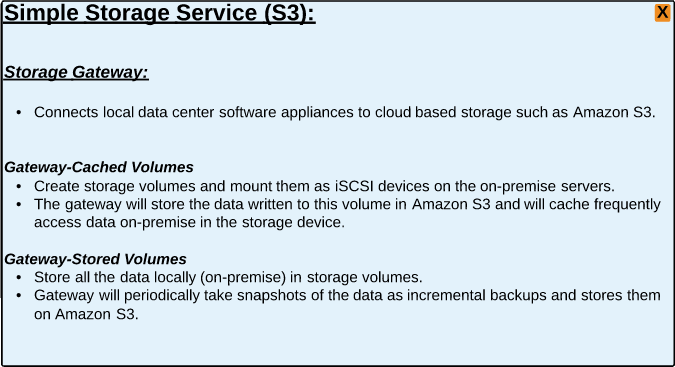 Simple Storage Service (S3):
X
Storage Gateway:
• Connects local data center software appliances to cloud based storage such as Amazon S3.
Gateway-Cached Volumes
• Create storage volumes and mount them as iSCSI devices on the on-premise servers.
• The gateway will store the data written to this volume in Amazon S3 and will cache frequently
access data on-premise in the storage device.
Gateway-Stored Volumes
• Store all the data locally (on-premise) in storage volumes.
• Gateway will periodically take snapshots of the data as incremental backups and stores them
on Amazon S3.